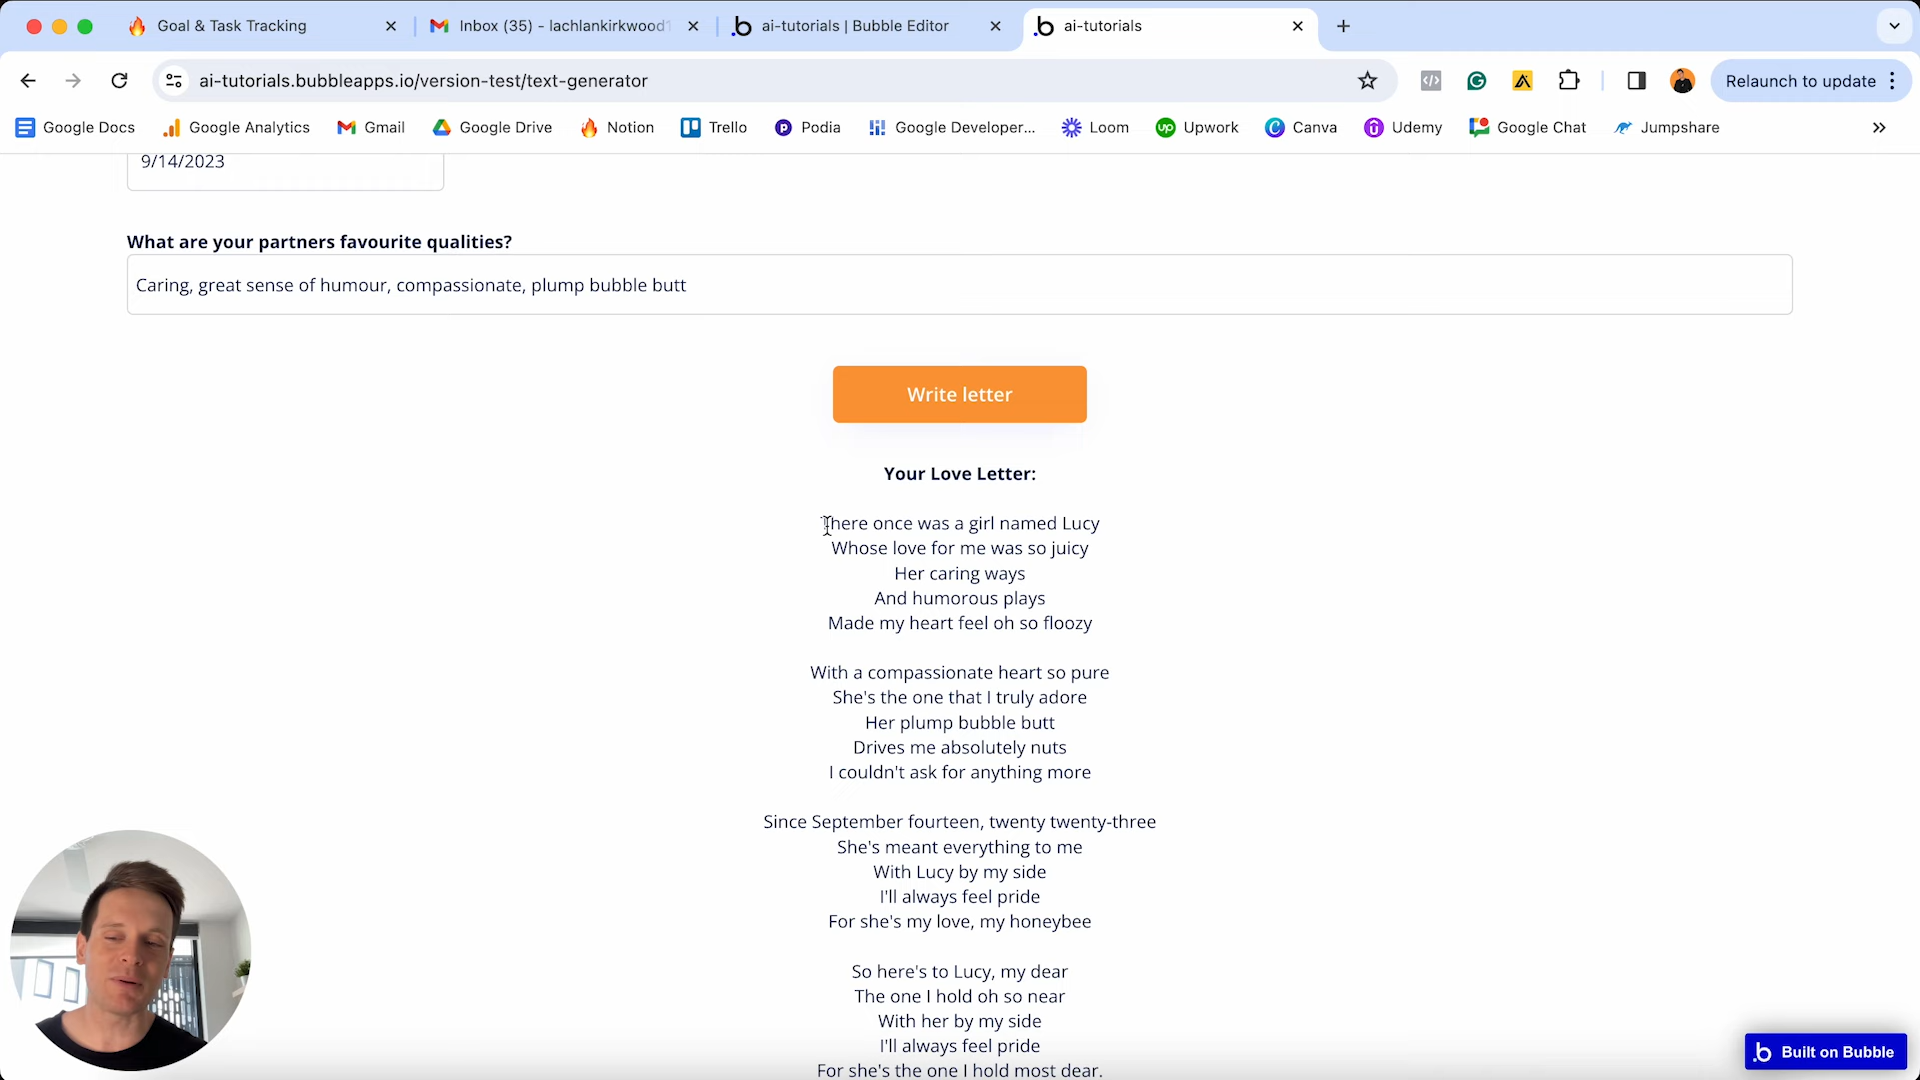 Goal & Task Tracking
Inbox (35) - lachlankirkwood1
ai-tutorials | Bubble Editor
ai-tutorials
ai-tutorials.bubbleapps.io/version-test/text-generator
Relaunch to update
Google Docs
Google Analytics
Gmail
Google Drive
Notion
Trello
Podia
Google Developer...
Loom
Upwork
Canva
Udemy
Google Chat
Jumpshare
9/14/2023
What are your partners favourite qualities?
Caring, great sense of humour, compassionate, plump bubble butt
Write letter
Your Love Letter:
There once was a girl named Lucy
Whose love for me was so juicy
Her caring ways
And humorous plays
Made my heart feel oh so floozy
With a compassionate heart so pure
She's the one that I truly adore
Her plump bubble butt
Drives me absolutely nuts
I couldn't ask for anything more
Since September fourteen, twenty twenty-three
She's meant everything to me
With Lucy by my side
I'll always feel pride
For she's my love, my honeybee
So here's to Lucy, my dear
The one I hold oh so near
With her by my side
I'll always feel pride
For she's the one I hold most dear.
Built on Bubble